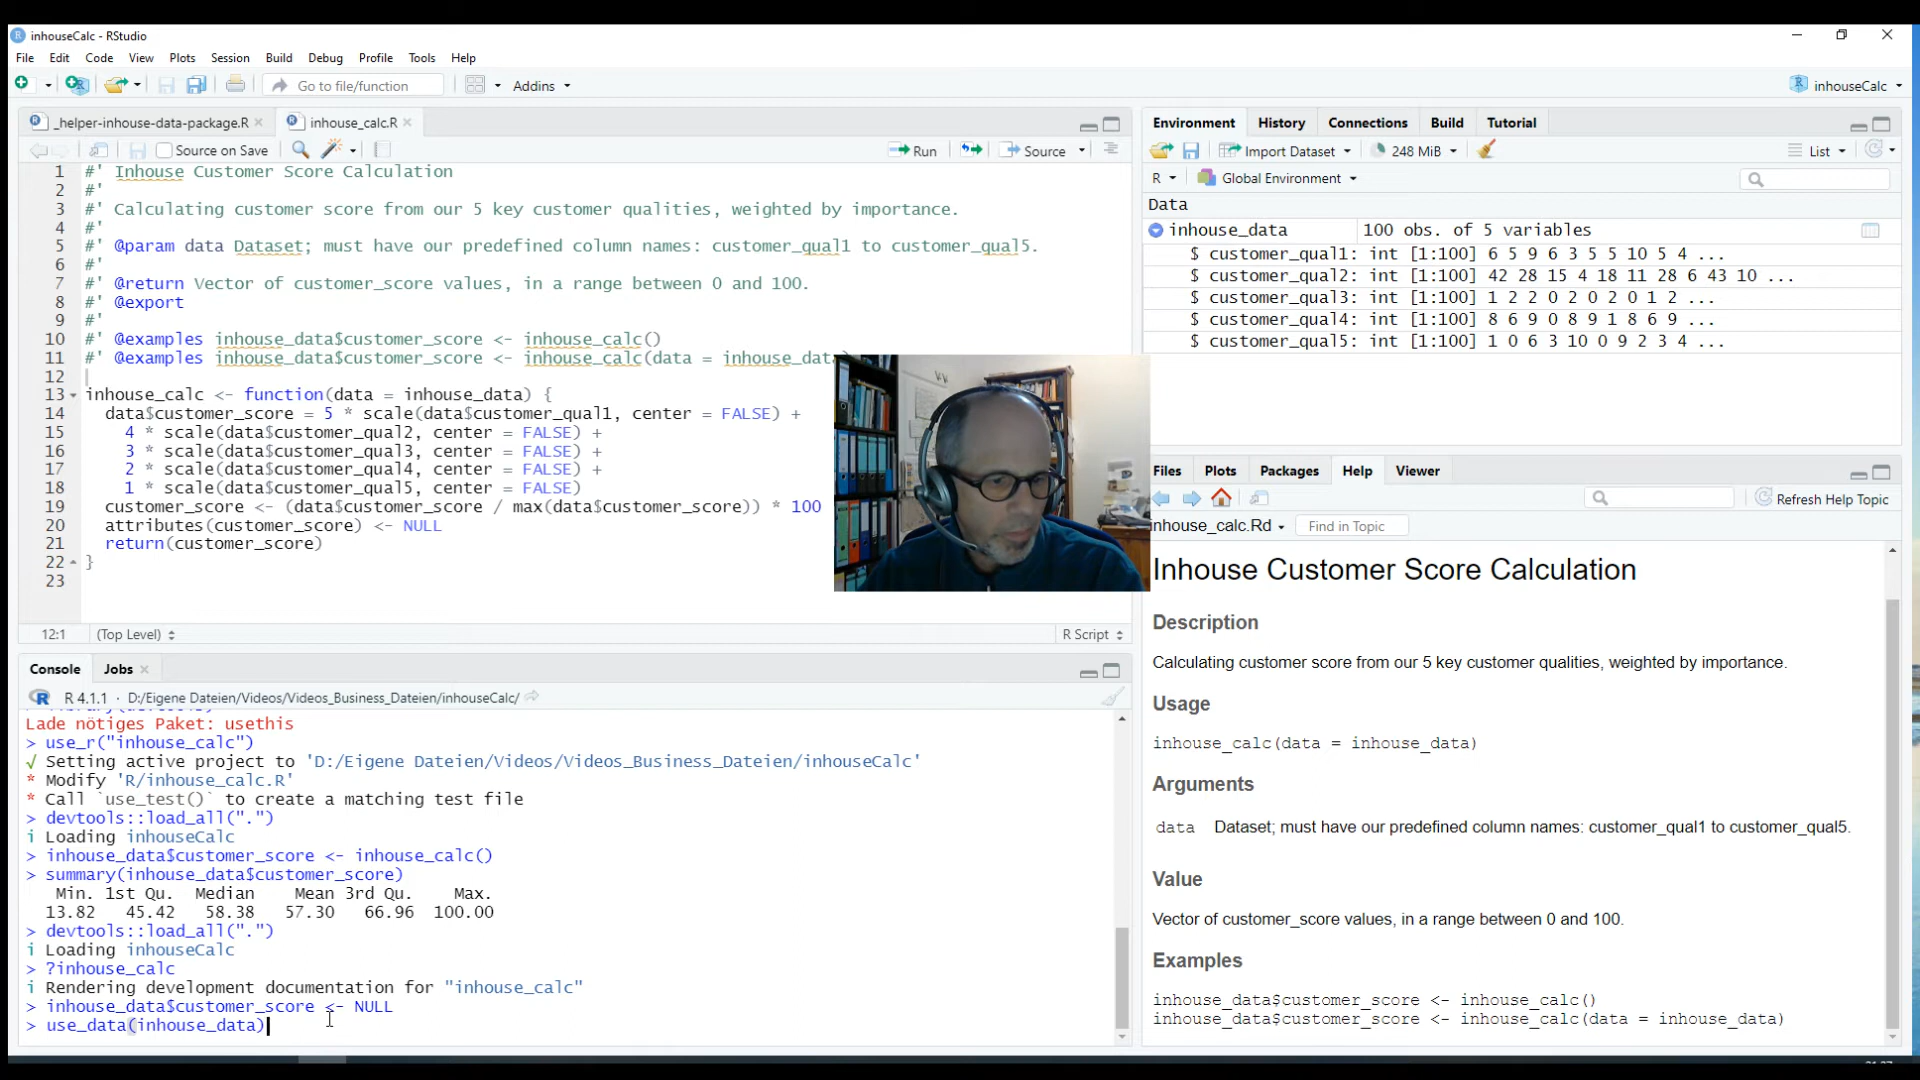 inhouseCalc - RStudio
File Edit Code View Plots Session Build Debug Profile Tools Help
Go to file/function Addins inhouseCalc
_helper-inhouse-data-package.R inhouse_calc.R
Source on Save Run Source
1 #' Inhouse Customer Score Calculation
2 #'
3 #' Calculating customer score from our 5 key customer qualities, weighted by importance.
4 #'
5 #' @param data Dataset; must have our predefined column names: customer_qual1 to customer_qual5.
6 #'
7 #' @return Vector of customer_score values, in a range between 0 and 100.
8 #' @export
9 #'
10 #' @examples inhouse_data$customer_score <- inhouse_calc()
11 #' @examples inhouse_data$customer_score <- inhouse_calc(data = inhouse_data)
12
13 inhouse_calc <- function(data = inhouse_data) {
14 data$customer_score = 5 * scale(data$customer_qual1, center = FALSE) +
15 4 * scale(data$customer_qual2, center = FALSE) +
16 3 * scale(data$customer_qual3, center = FALSE) +
17 2 * scale(data$customer_qual4, center = FALSE) +
18 1 * scale(data$customer_qual5, center = FALSE)
19 customer_score <- (data$customer_score / max(data$customer_score)) * 100
20 attributes(customer_score) <- NULL
21 return(customer_score)
22 }
23
12:1 (Top Level) R Script
Console Jobs
R 4.1.1 · D:/Eigene Dateien/Videos/Videos_Business_Dateien/inhouseCalc/
Lade nötiges Paket: usethis
> use_r("inhouse_calc")
√ Setting active project to 'D:/Eigene Dateien/Videos/Videos_Business_Dateien/inhouseCalc'
* Modify 'R/inhouse_calc.R'
* Call `use_test()` to create a matching test file
> devtools::load_all(".")
i Loading inhouseCalc
> inhouse_data$customer_score <- inhouse_calc()
> summary(inhouse_data$customer_score)
Min. 1st Qu. Median Mean 3rd Qu. Max.
13.82 45.42 58.38 57.30 66.96 100.00
> devtools::load_all(".")
i Loading inhouseCalc
> ?inhouse_calc
i Rendering development documentation for "inhouse_calc"
> inhouse_data$customer_score <- NULL
> use_data(inhouse_data)
Environment History Connections Build Tutorial
Import Dataset 248 MiB List
R Global Environment
Data
inhouse_data 100 obs. of 5 variables
$ customer_qual1: int [1:100] 6 5 9 6 3 5 5 10 5 4 ...
$ customer_qual2: int [1:100] 42 28 15 4 18 11 28 6 43 10 ...
$ customer_qual3: int [1:100] 1 2 2 0 2 0 2 0 1 2 ...
$ customer_qual4: int [1:100] 8 6 9 0 8 9 1 8 6 9 ...
$ customer_qual5: int [1:100] 1 0 6 3 10 0 9 2 3 4 ...
Files Plots Packages Help Viewer
Refresh Help Topic
inhouse_calc.Rd Find in Topic
Inhouse Customer Score Calculation
Description
Calculating customer score from our 5 key customer qualities, weighted by importance.
Usage
inhouse_calc(data = inhouse_data)
Arguments
data Dataset; must have our predefined column names: customer_qual1 to customer_qual5.
Value
Vector of customer_score values, in a range between 0 and 100.
Examples
inhouse_data$customer_score <- inhouse_calc()
inhouse_data$customer_score <- inhouse_calc(data = inhouse_data)